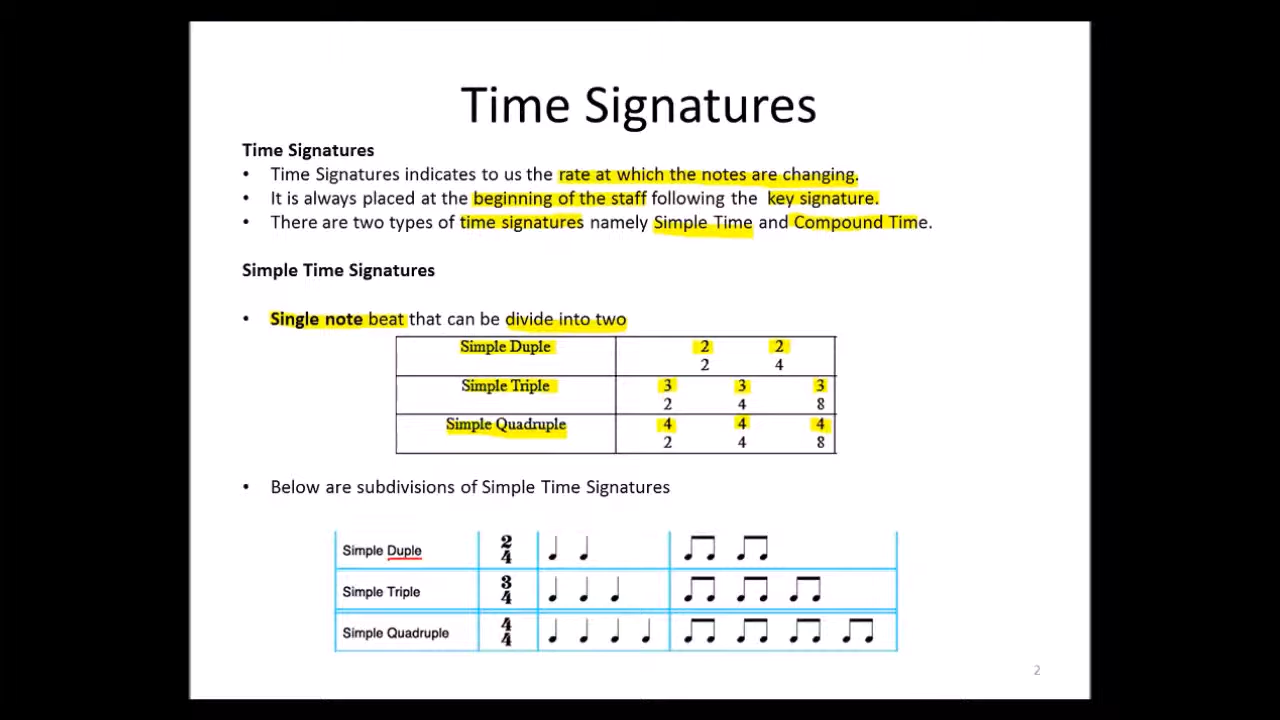 Time Signatures
Time Signatures
• Time Signatures indicates to us the rate at which the notes are changing.
• It is always placed at the beginning of the staff following the key signature.
• There are two types of time signatures namely Simple Time and Compound Time.
Simple Time Signatures
• Single note beat that can be divide into two
Simple Duple 2 2
2 4
Simple Triple 3 3 3
2 4 8
Simple Quadruple 4 4 4
2 4 8
• Below are subdivisions of Simple Time Signatures
Simple Duple 2
4
Simple Triple 3
4
Simple Quadruple 4
4
2